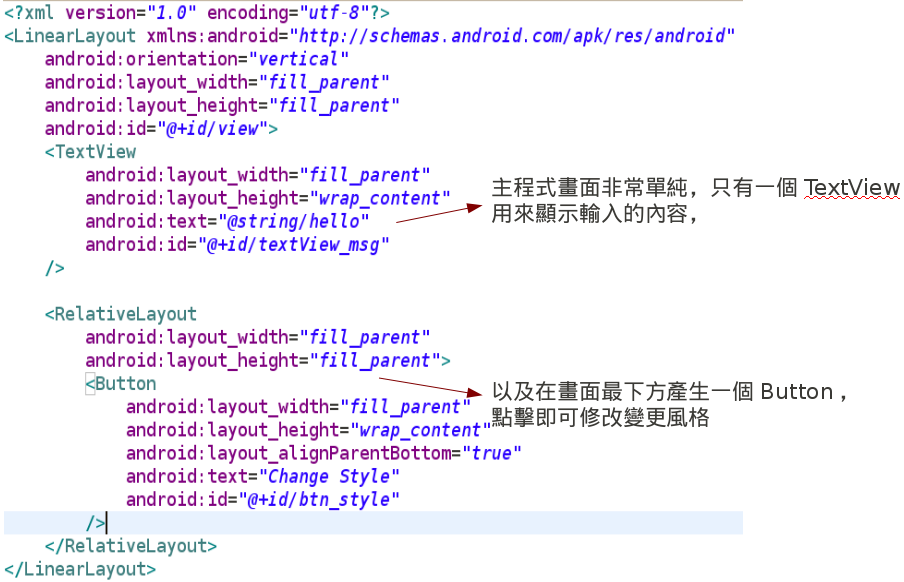 <?xml version="1.0" encoding="utf-8"?>
<LinearLayout xmlns:android="http://schemas.android.com/apk/res/android"
    android:orientation="vertical"
    android:layout_width="fill_parent"
    android:layout_height="fill_parent"
    android:id="@+id/view">
    <TextView
        android:layout_width="fill_parent"
        android:layout_height="wrap_content"
        android:text="@string/hello"
        android:id="@+id/textView_msg"
    />
主程式畫面非常單純，只有一個 TextView
用來顯示輸入的內容，
    <RelativeLayout
        android:layout_width="fill_parent"
        android:layout_height="fill_parent">
        <Button
            android:layout_width="fill_parent"
            android:layout_height="wrap_content"
            android:layout_alignParentBottom="true"
            android:text="Change Style"
            android:id="@+id/btn_style"
        />
    </RelativeLayout>
</LinearLayout>
以及在畫面最下方產生一個 Button ，
點擊即可修改變更風格